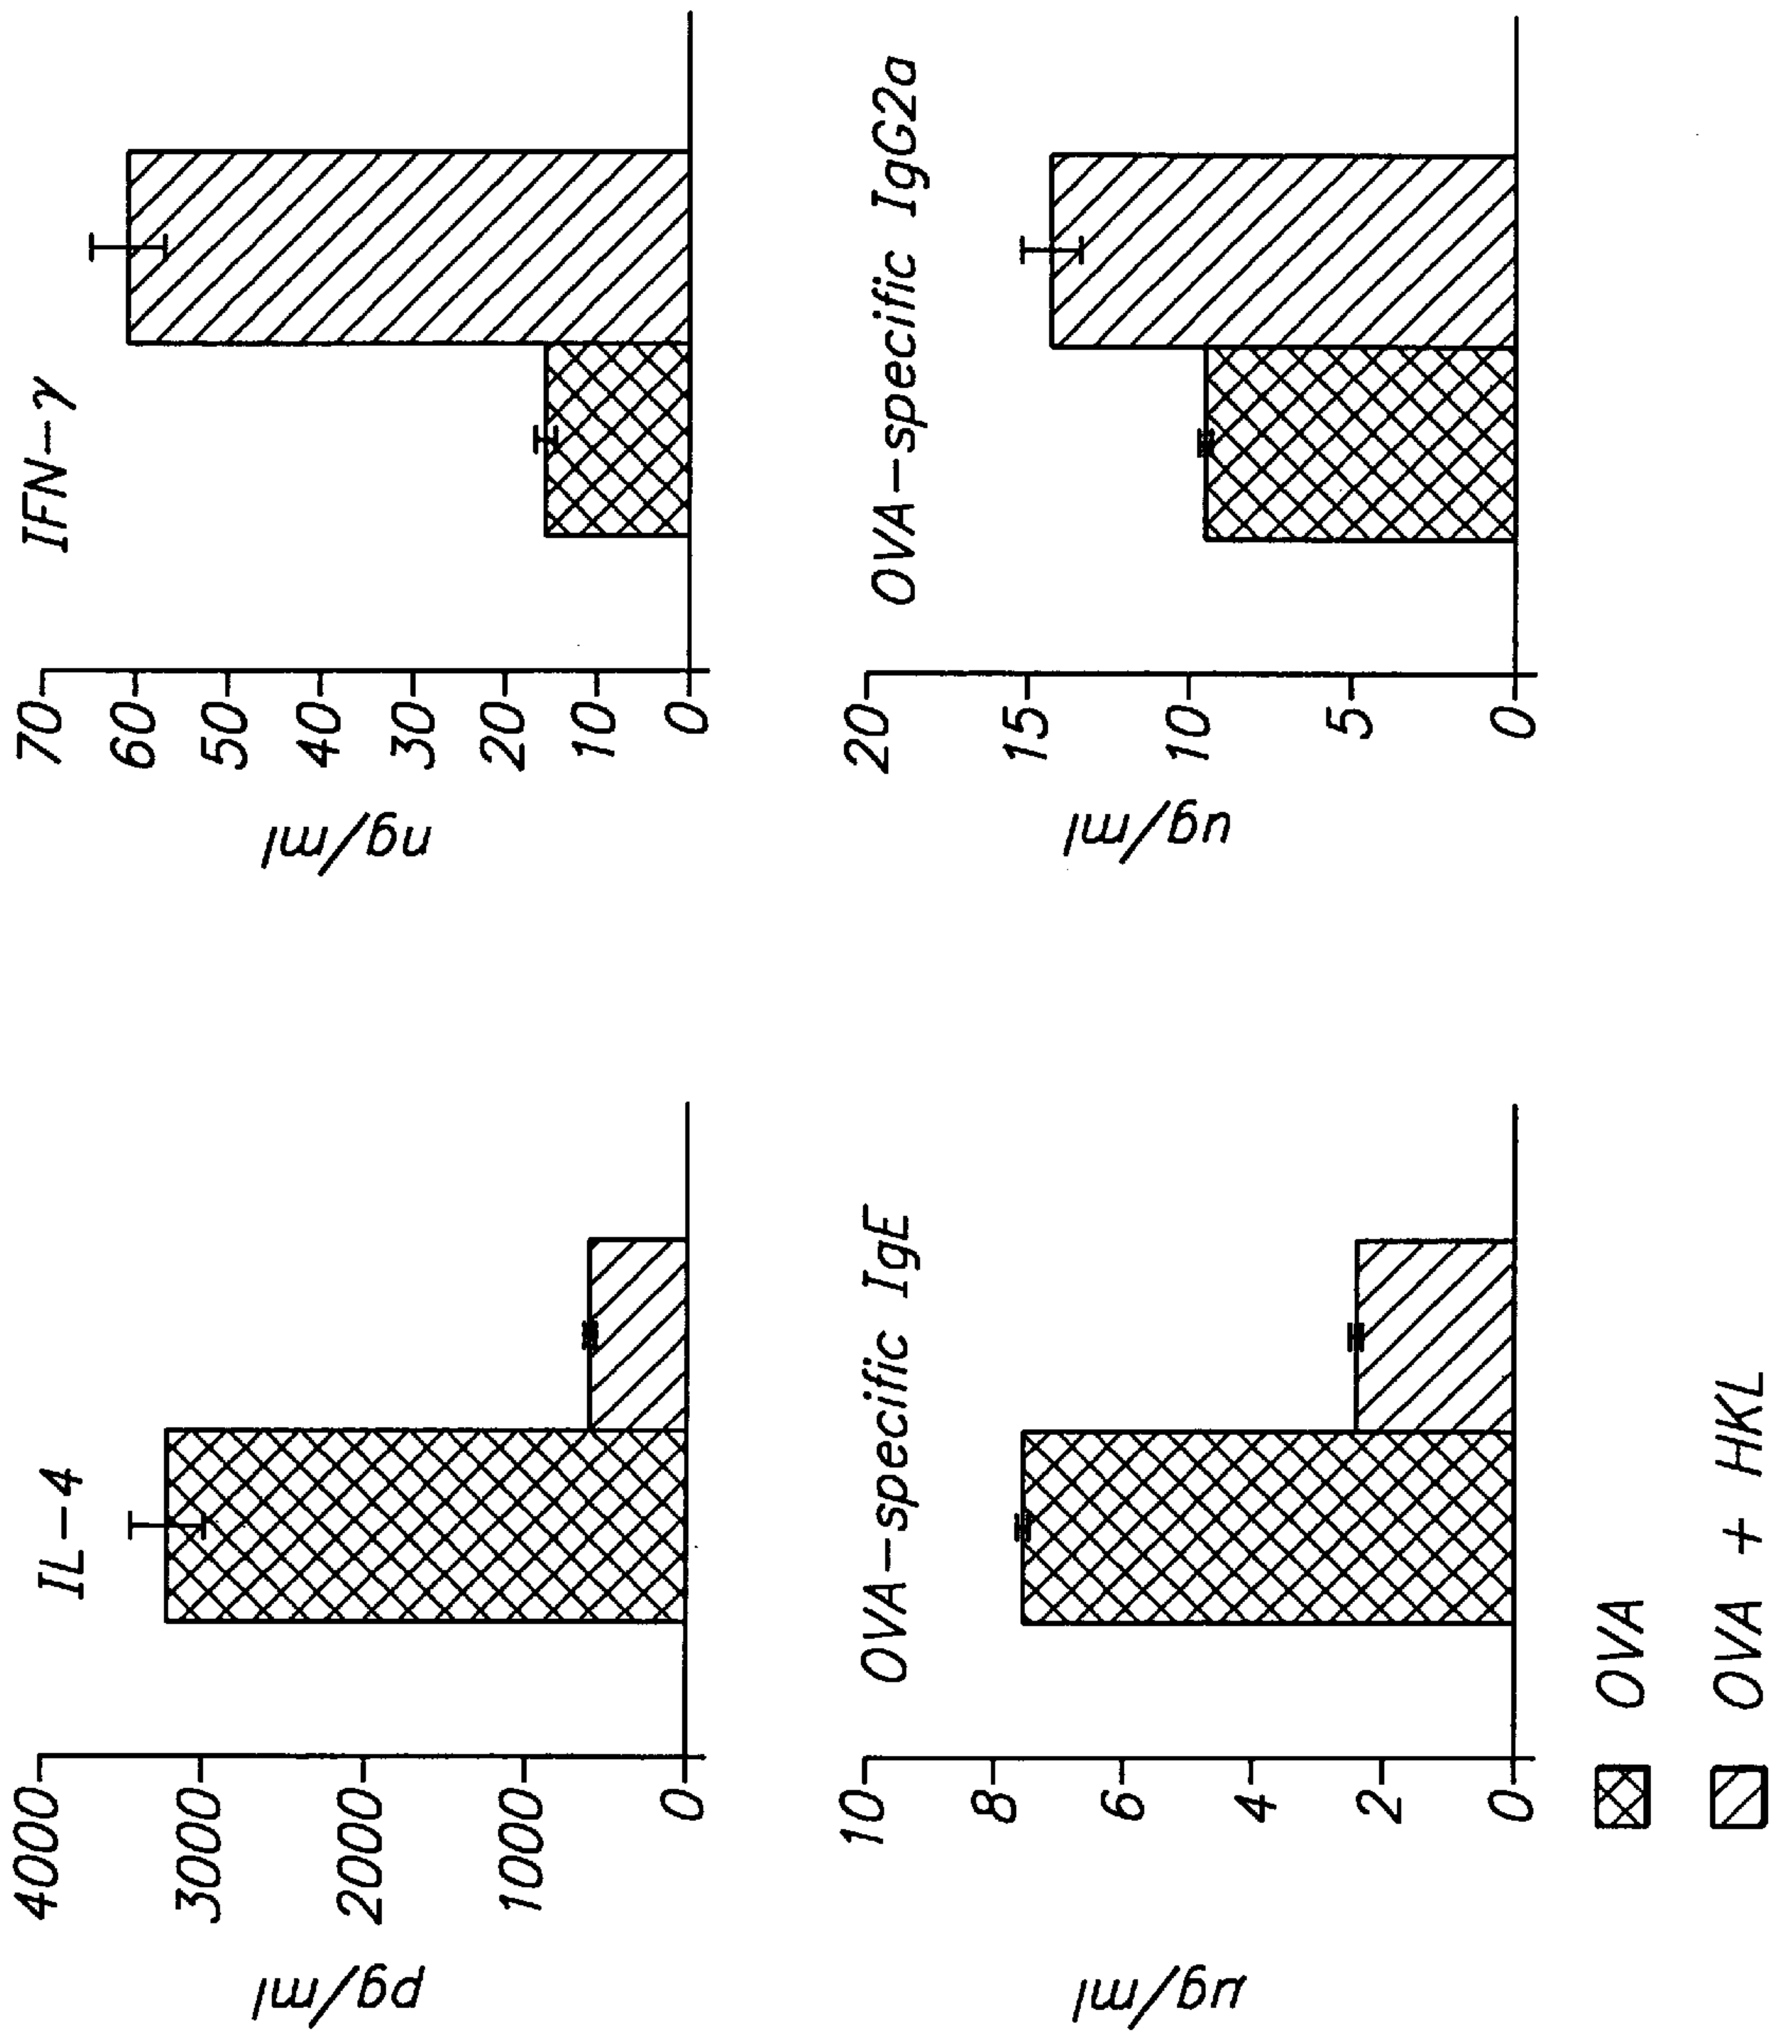 IL-4
pg/ml
4000
3000
2000
1000
0
IFN-γ
ng/ml
70
60
50
40
30
20
10
0
OVA-specific IgE
µg/ml
10
8
6
4
2
0
OVA-specific IgG2a
ug/ml
20
15
10
5
0
OVA
OVA + HKL